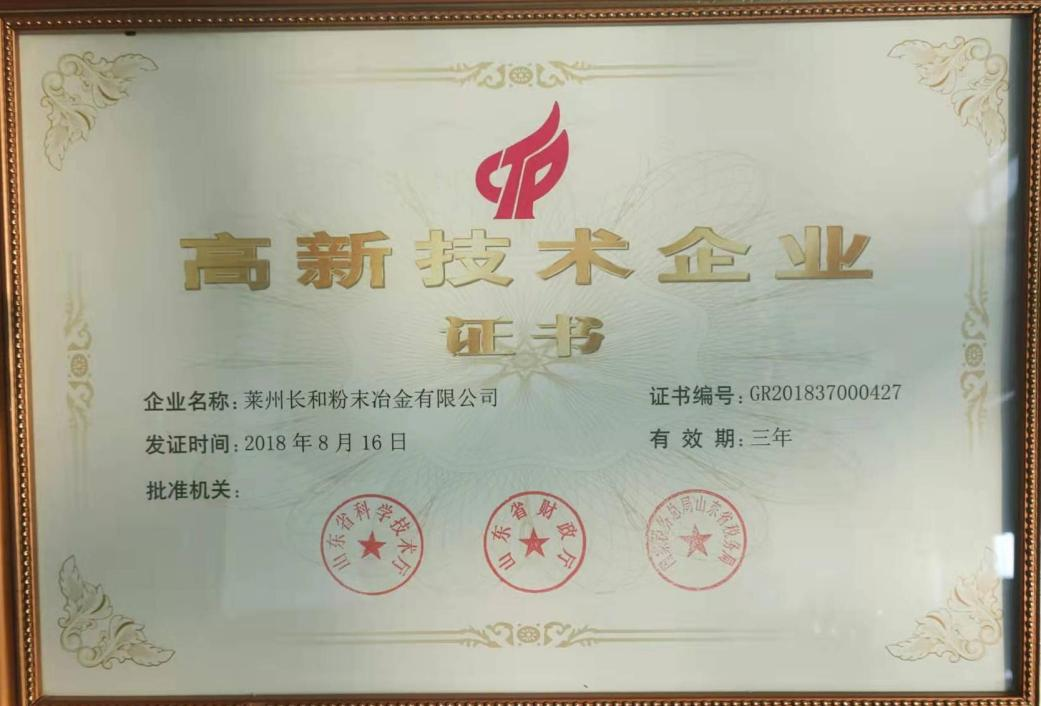 高新技术企业
证书
企业名称:莱州长和粉末冶金有限公司
证书编号:GR201837000427
发证时间:2018年8月16日
有效期:三年
批准机关:
山东省科学技术厅
山东省财政厅
国家税务总局山东省税务局